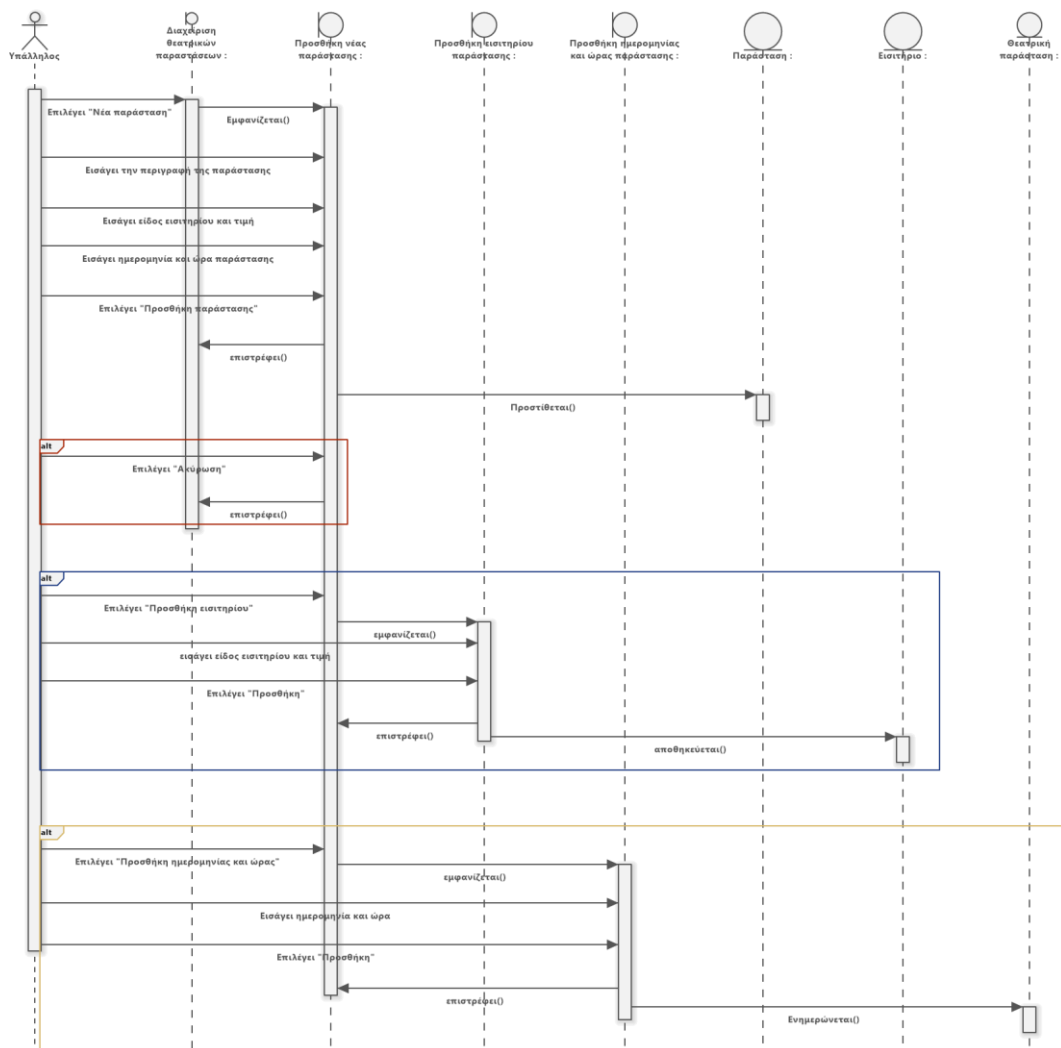 Υπάλληλος
Διαχείριση
θεατρικών
παραστάσεων :
Προσθήκη νέας
παράστασης :
Προσθήκη εισιτηρίου
παράστασης :
Προσθήκη ημερομηνίας
και ώρας παράστασης :
Παράσταση :
Εισιτήριο :
Θεατρική
παράσταση :
Επιλέγει "Νέα παράσταση"
Εμφανίζεται()
Εισάγει την περιγραφή της παράστασης
Εισάγει είδος εισιτηρίου και τιμή
Εισάγει ημερομηνία και ώρα παράστασης
Επιλέγει "Προσθήκη παράστασης"
επιστρέφει()
Προστίθεται()
alt
Επιλέγει "Ακύρωση"
επιστρέφει()
alt
Επιλέγει "Προσθήκη εισιτηρίου"
εμφανίζεται()
εισάγει είδος εισιτηρίου και τιμή
Επιλέγει "Προσθήκη"
επιστρέφει()
αποθηκεύεται()
alt
Επιλέγει "Προσθήκη ημερομηνίας και ώρας"
εμφανίζεται()
Εισάγει ημερομηνία και ώρα
Επιλέγει "Προσθήκη"
επιστρέφει()
Ενημερώνεται()